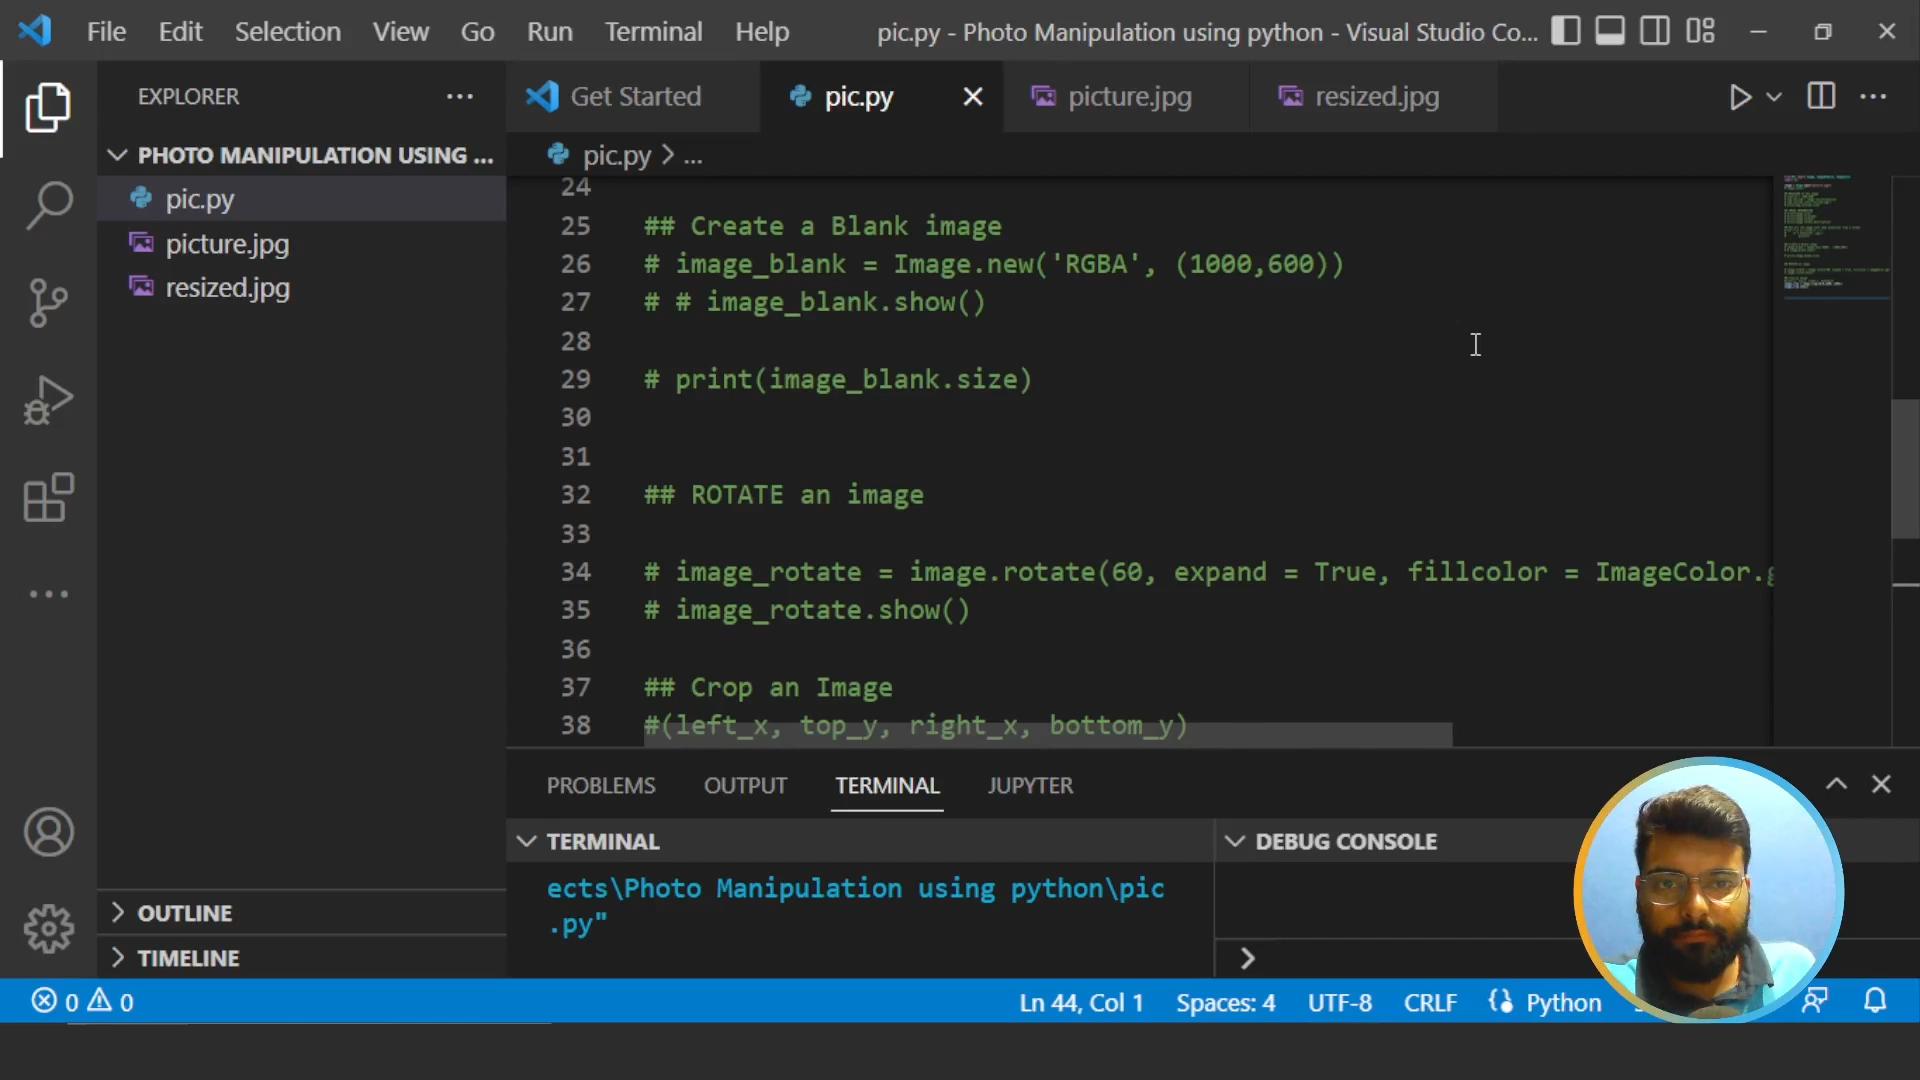 File Edit Selection View Go Run Terminal Help pic.py - Photo Manipulation using python - Visual Studio Co...
EXPLORER ...
Get Started pic.py picture.jpg resized.jpg
PHOTO MANIPULATION USING ...
pic.py
picture.jpg
resized.jpg
OUTLINE
TIMELINE
pic.py > ...
24
25 ## Create a Blank image
26 # image_blank = Image.new('RGBA', (1000,600))
27 # # image_blank.show()
28
29 # print(image_blank.size)
30
31
32 ## ROTATE an image
33
34 # image_rotate = image.rotate(60, expand = True, fillcolor = ImageColor.g
35 # image_rotate.show()
36
37 ## Crop an Image
38 #(left_x, top_y, right_x, bottom_y)
PROBLEMS OUTPUT TERMINAL JUPYTER
TERMINAL
ects\Photo Manipulation using python\pic
.py"
DEBUG CONSOLE
>
0 0 Ln 44, Col 1 Spaces: 4 UTF-8 CRLF Python